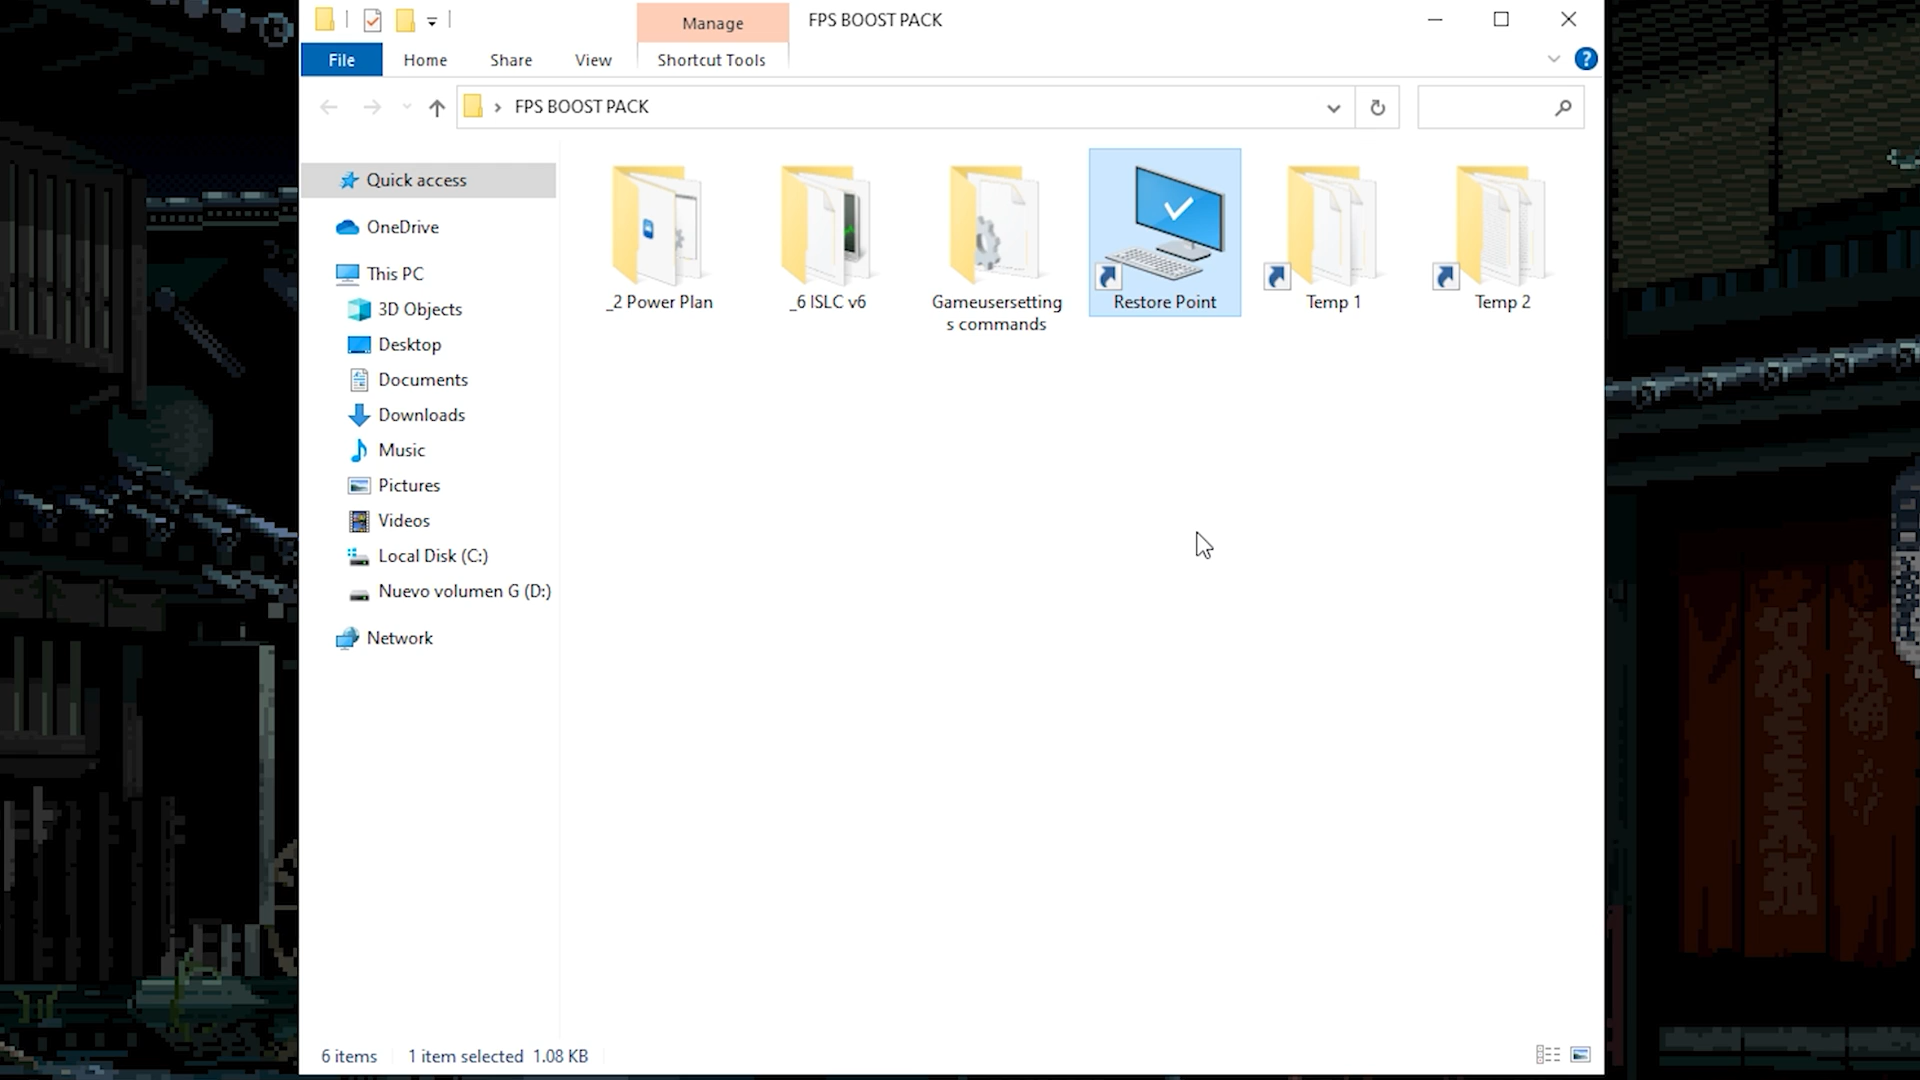 Manage
FPS BOOST PACK
File
Home
Share
View
Shortcut Tools
?
FPS BOOST PACK
Quick access
OneDrive
This PC
3D Objects
Desktop
Documents
Downloads
Music
Pictures
Videos
Local Disk (C:)
Nuevo volumen G (D:)
Network
_2 Power Plan
_6 ISLC v6
Gameusersetting
s commands
Restore Point
Temp 1
Temp 2
6 items
1 item selected 1.08 KB